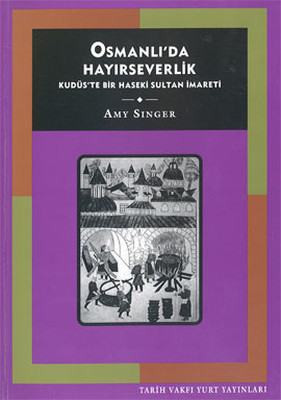 OSMANLI'DA
HAYIRSEVERLİK
KUDÜS'TE BİR HASEKİ SULTAN İMARETİ
AMY SINGER
TARİH VAKFI YURT YAYINLARI